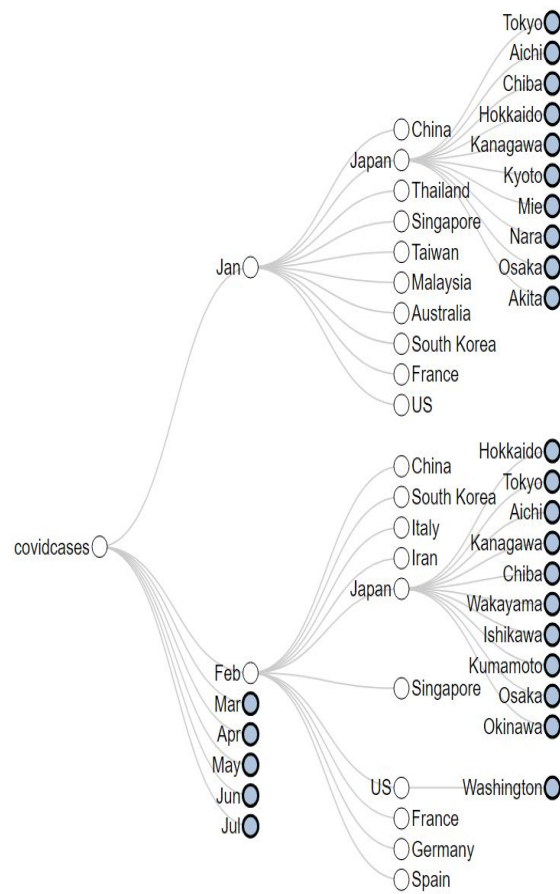 covidcases
Jan
China
Japan
Tokyo
Aichi
Chiba
Hokkaido
Kanagawa
Kyoto
Mie
Nara
Osaka
Akita
Thailand
Singapore
Taiwan
Malaysia
Australia
South Korea
France
US
Feb
China
South Korea
Italy
Iran
Japan
Hokkaido
Tokyo
Aichi
Kanagawa
Chiba
Wakayama
Ishikawa
Kumamoto
Osaka
Okinawa
Singapore
US
Washington
France
Germany
Spain
Mar
Apr
May
Jun
Jul